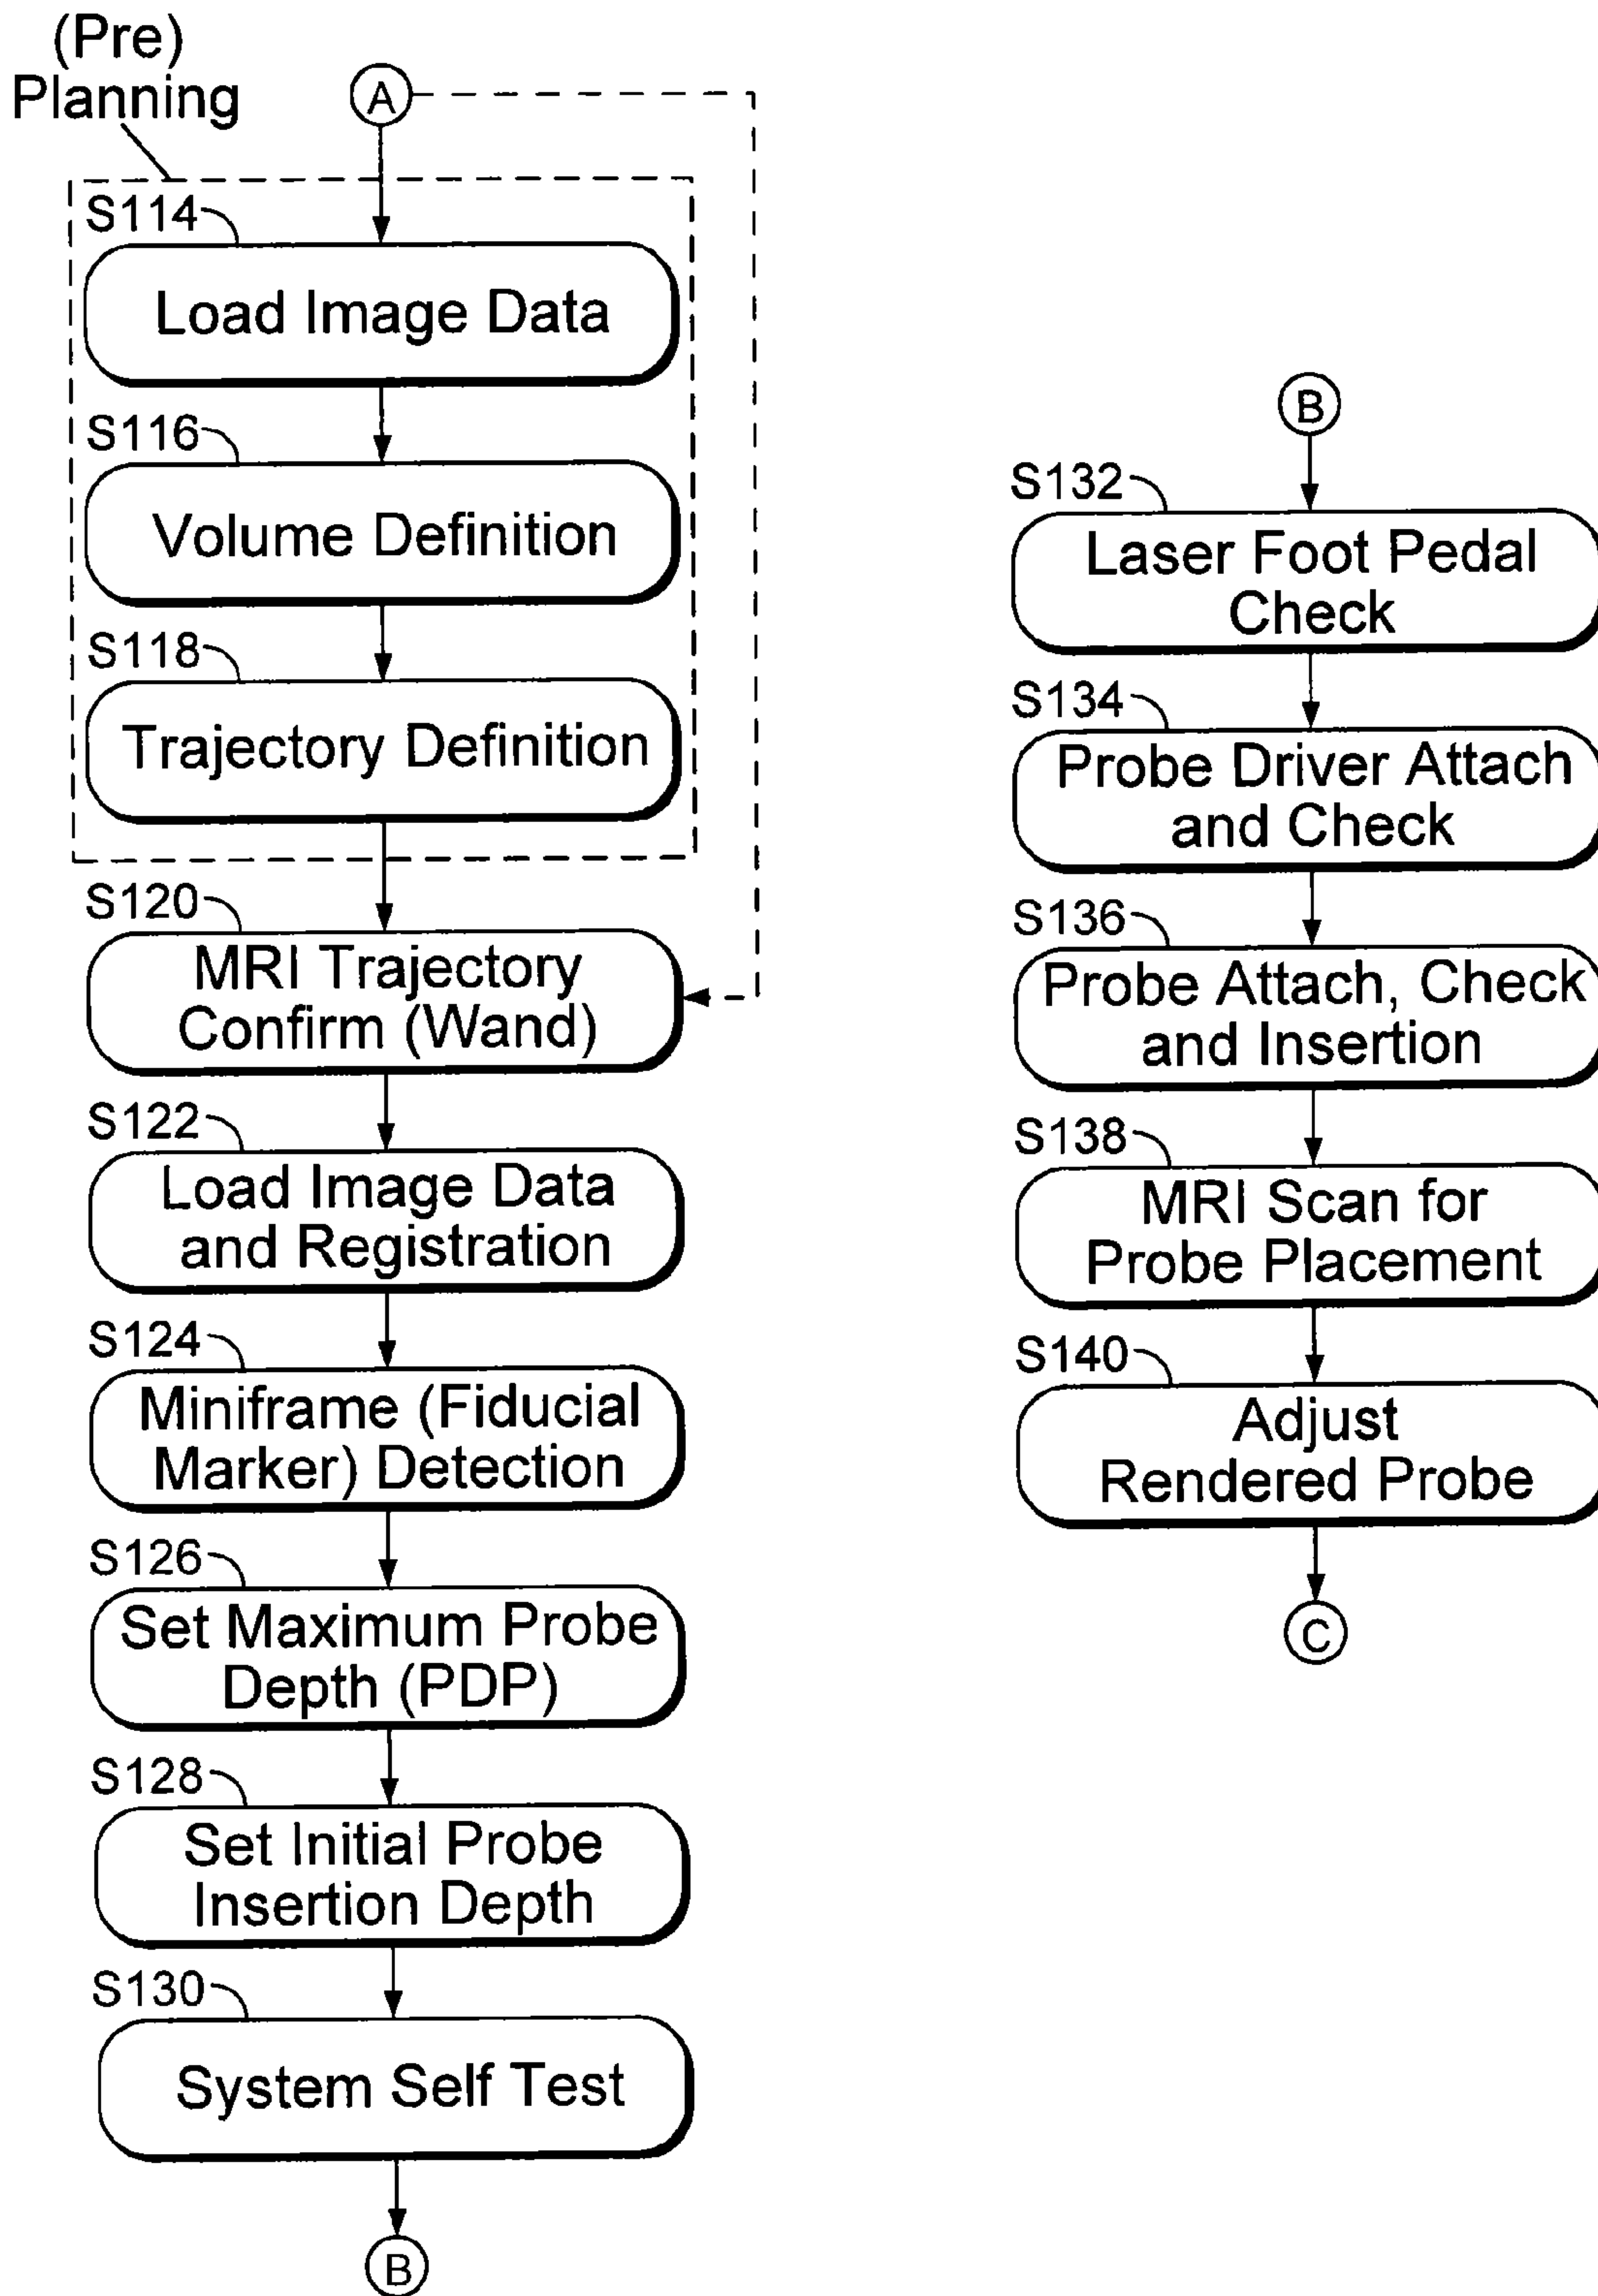 (Pre)
Planning
A
S114
Load Image Data
S116
Volume Definition
S118
Trajectory Definition
S120
MRI Trajectory
Confirm (Wand)
S122
Load Image Data
and Registration
S124
Miniframe (Fiducial
Marker) Detection
S126
Set Maximum Probe
Depth (PDP)
S128
Set Initial Probe
Insertion Depth
S130
System Self Test
B
B
S132
Laser Foot Pedal
Check
S134
Probe Driver Attach
and Check
S136
Probe Attach, Check
and Insertion
S138
MRI Scan for
Probe Placement
S140
Adjust
Rendered Probe
C